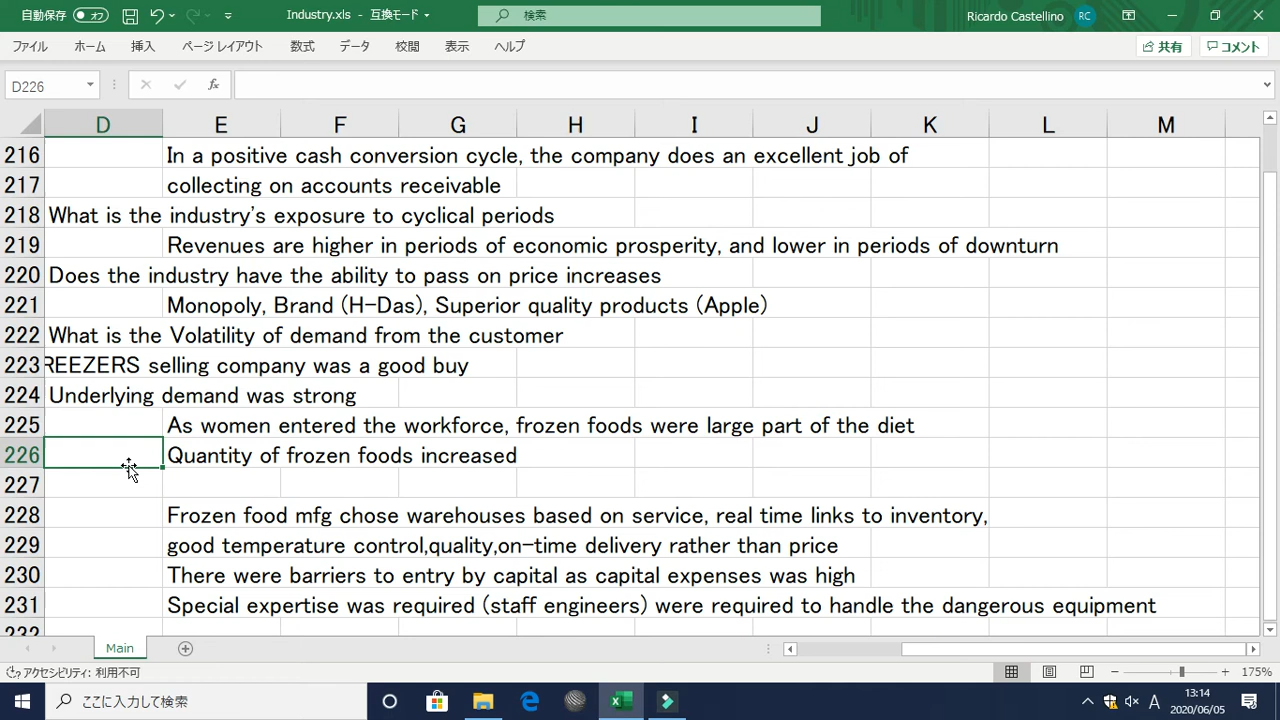 自動保存 オフ Industry.xls - 互換モード 検索 Ricardo Castellino RC
ファイル ホーム 挿入 ページ レイアウト 数式 データ 校閲 表示 ヘルプ 共有 コメント
D226 fx
D E F G H I J K L M
216 In a positive cash conversion cycle, the company does an excellent job of
217 collecting on accounts receivable
218 What is the industry's exposure to cyclical periods
219 Revenues are higher in periods of economic prosperity, and lower in periods of downturn
220 Does the industry have the ability to pass on price increases
221 Monopoly, Brand (H-Das), Superior quality products (Apple)
222 What is the Volatility of demand from the customer
223 REEZERS selling company was a good buy
224 Underlying demand was strong
225 As women entered the workforce, frozen foods were large part of the diet
226 Quantity of frozen foods increased
227
228 Frozen food mfg chose warehouses based on service, real time links to inventory,
229 good temperature control,quality,on-time delivery rather than price
230 There were barriers to entry by capital as capital expenses was high
231 Special expertise was required (staff engineers) were required to handle the dangerous equipment
232
Main
アクセシビリティ: 利用不可 175%
ここに入力して検索 A 13:14
2020/06/05